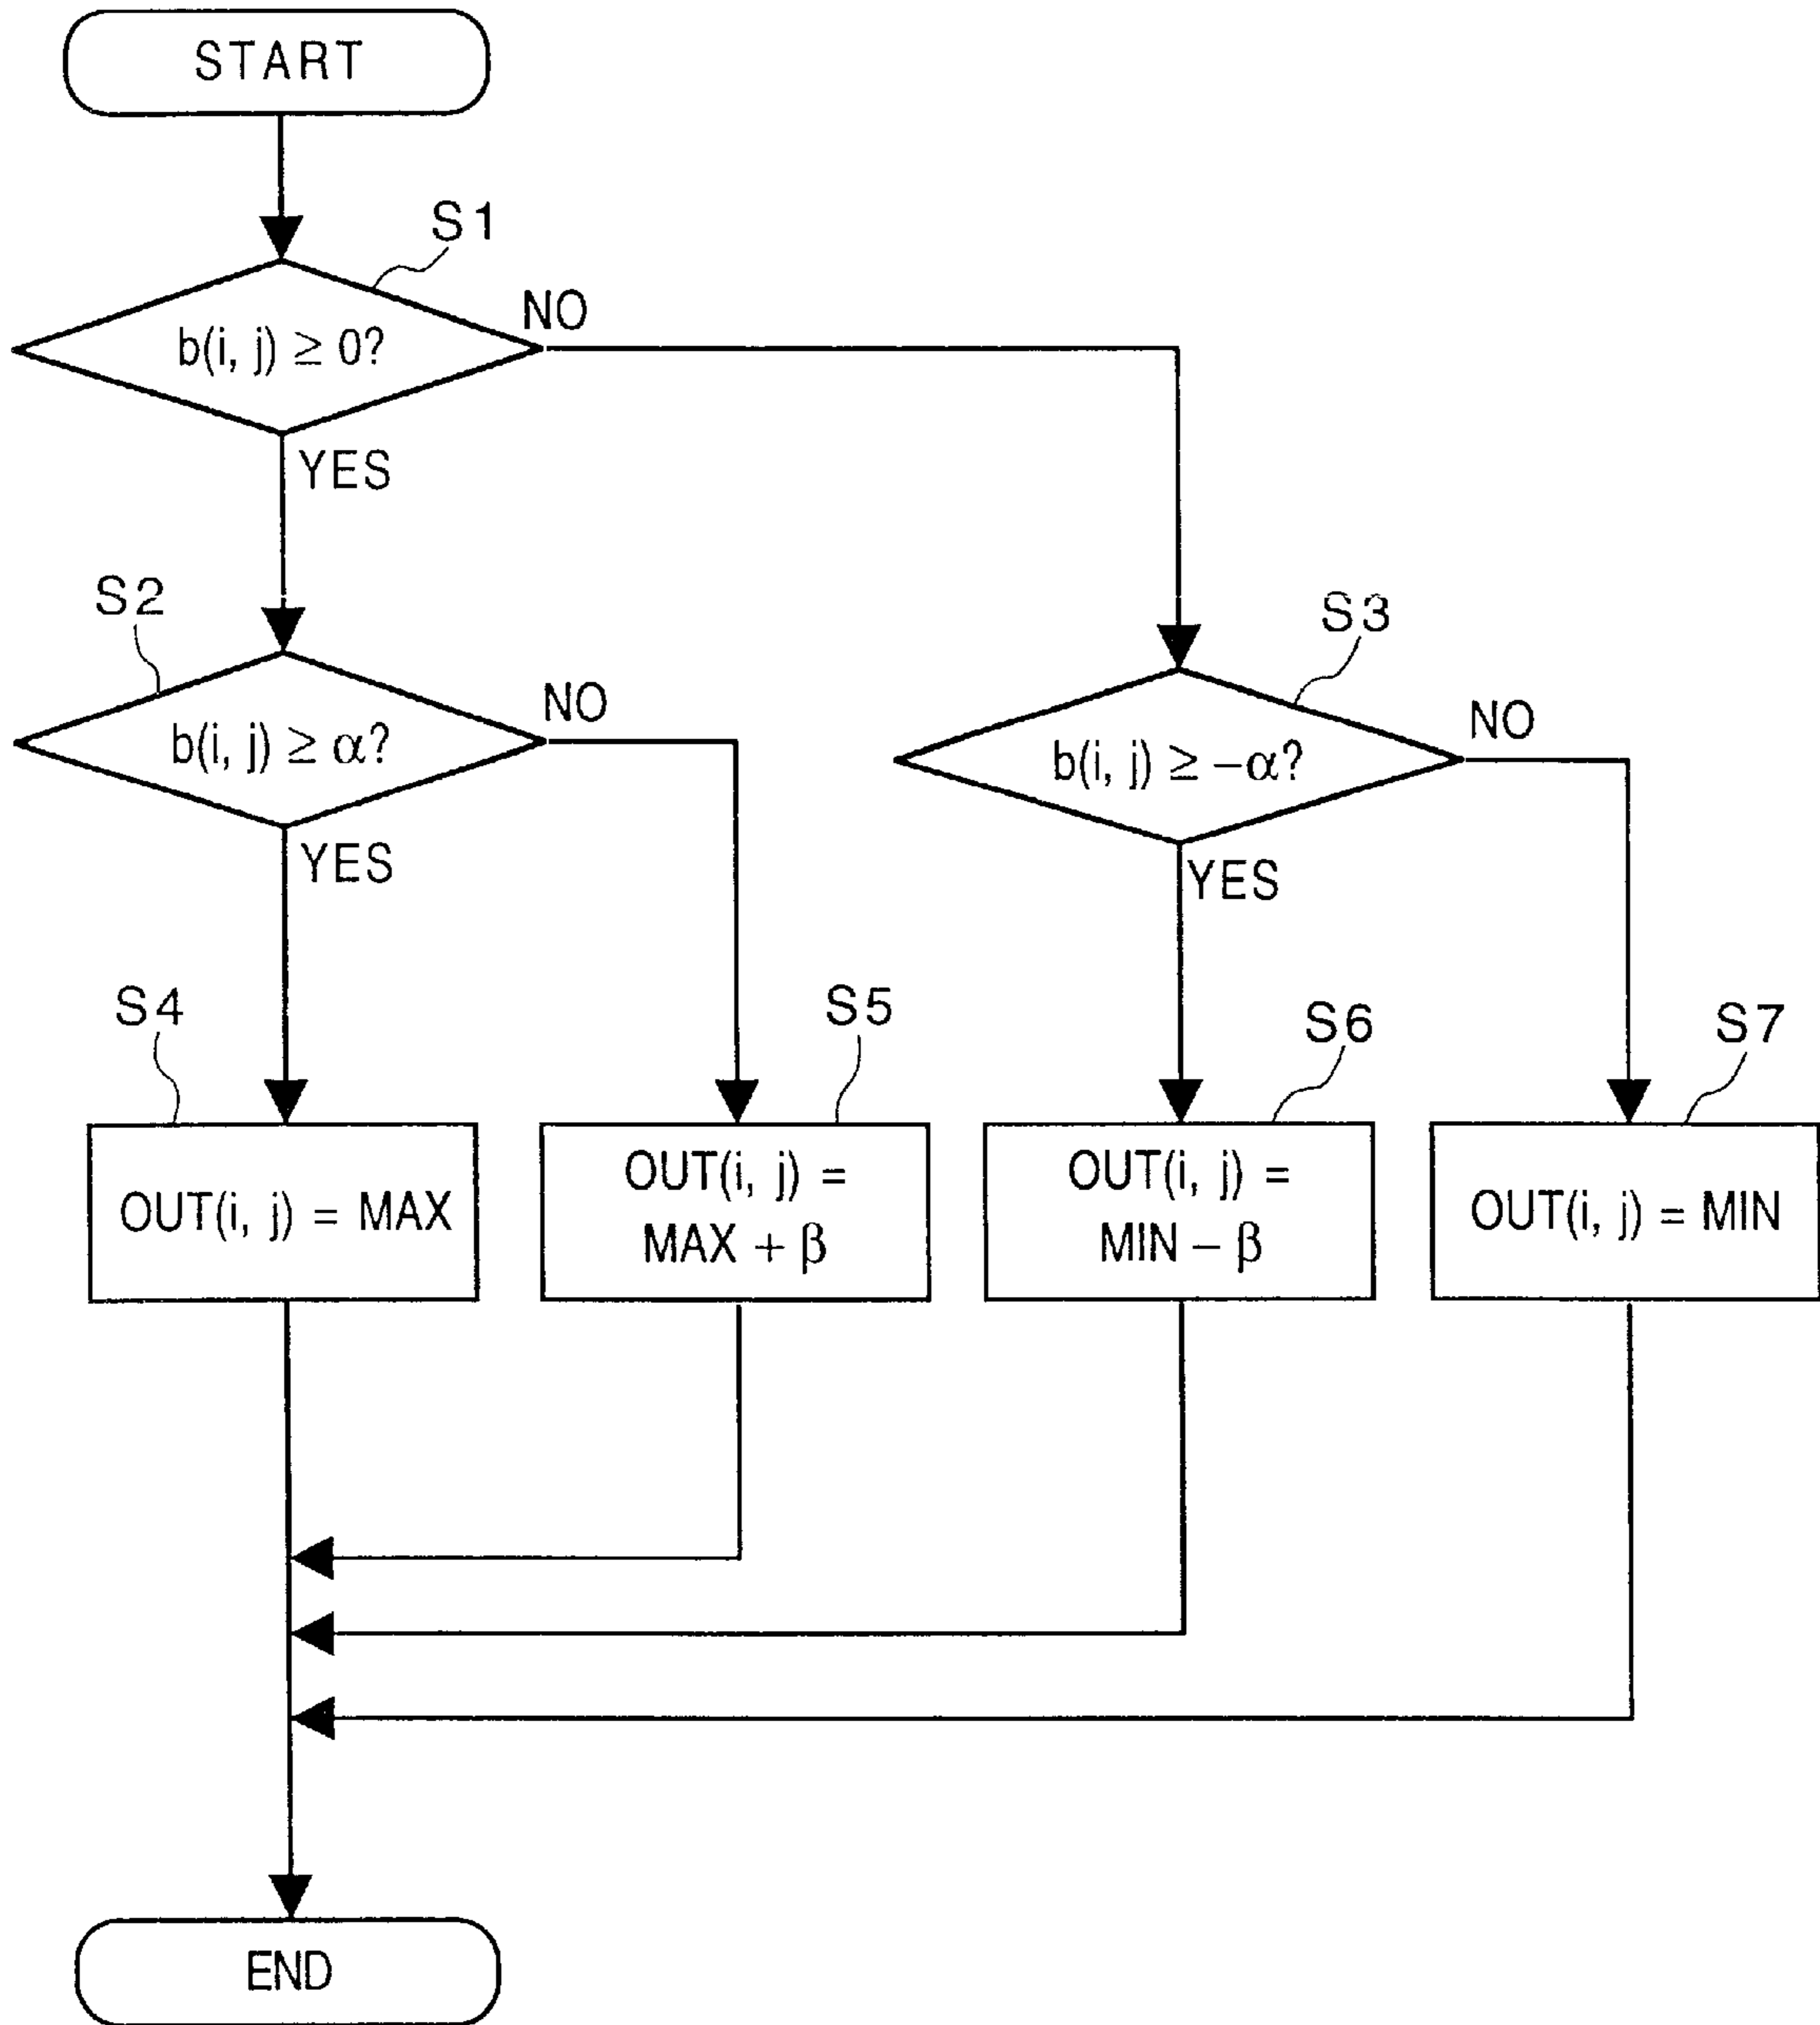 START
S1
b(i, j) ≥ 0?
NO
YES
S2
b(i, j) ≥ α?
NO
YES
S3
b(i, j) ≥ −α?
NO
YES
S4
OUT(i, j) = MAX
S5
OUT(i, j) =
MAX + β
S6
OUT(i, j) =
MIN − β
S7
OUT(i, j) = MIN
END